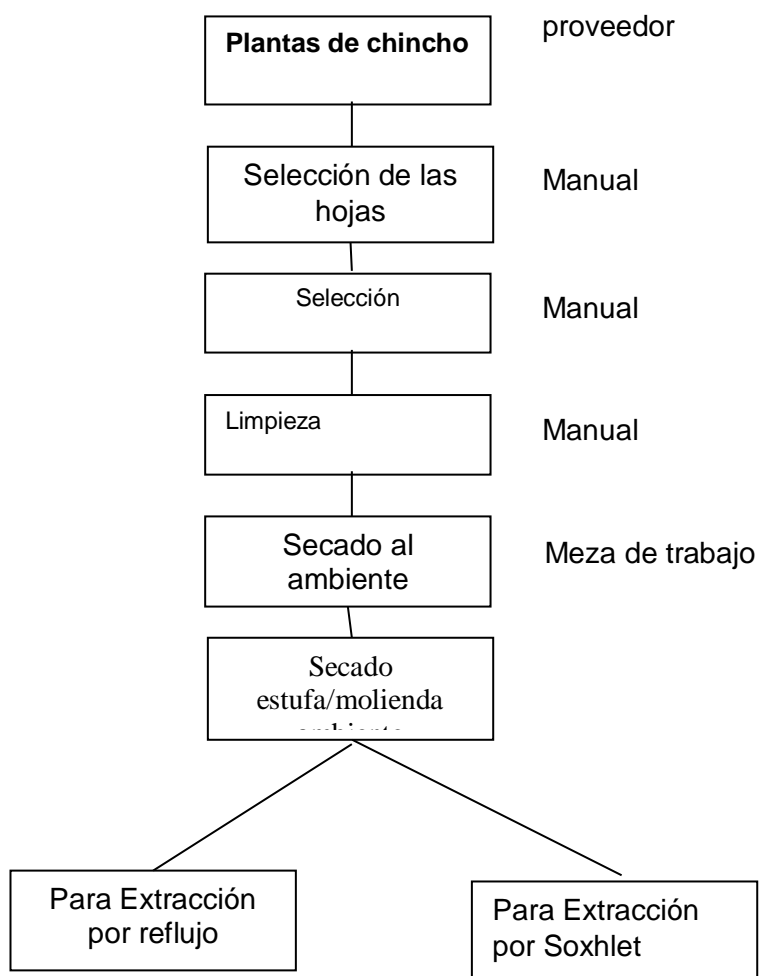 Plantas de chincho
proveedor
Selección de las
hojas
Manual
Selección
Manual
Limpieza
Manual
Secado al
ambiente
Meza de trabajo
Secado
estufa/molienda
Para Extracción
por reflujo
Para Extracción
por Soxhlet